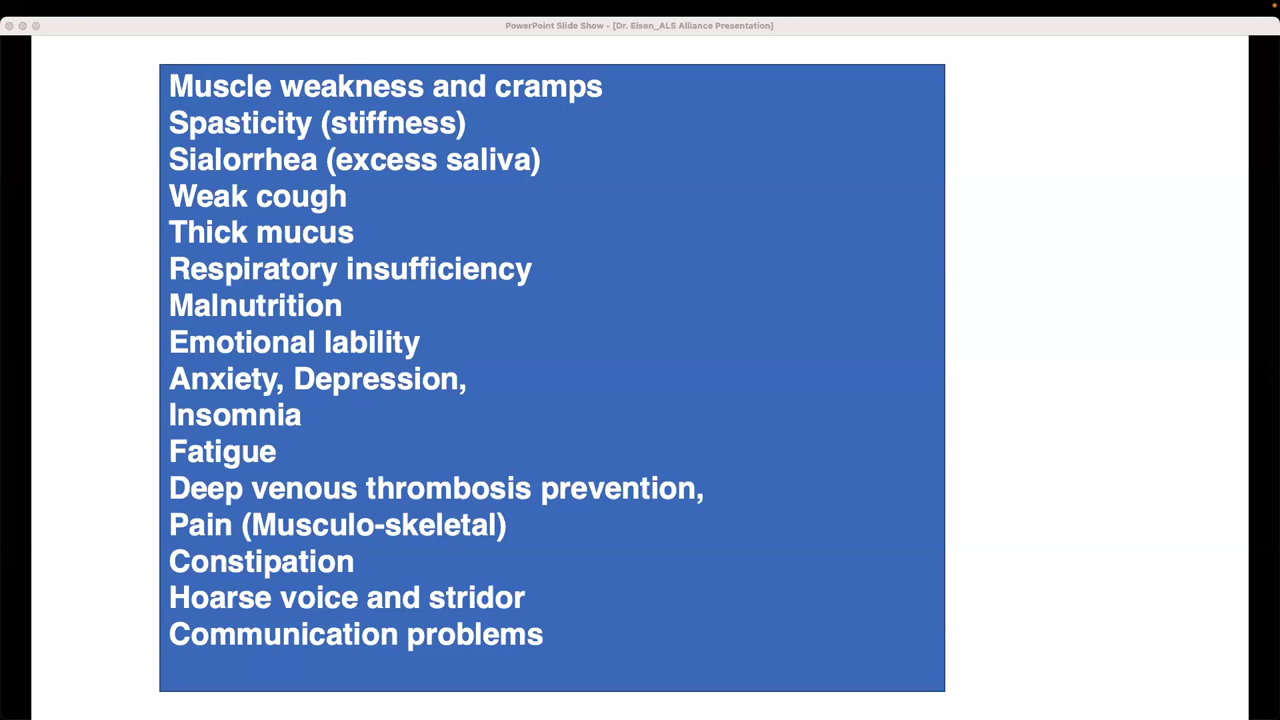 PowerPoint Slide Show - [Dr. Eisen_ALS Alliance Presentation]
Muscle weakness and cramps
Spasticity (stiffness)
Sialorrhea (excess saliva)
Weak cough
Thick mucus
Respiratory insufficiency
Malnutrition
Emotional lability
Anxiety, Depression,
Insomnia
Fatigue
Deep venous thrombosis prevention,
Pain (Musculo-skeletal)
Constipation
Hoarse voice and stridor
Communication problems